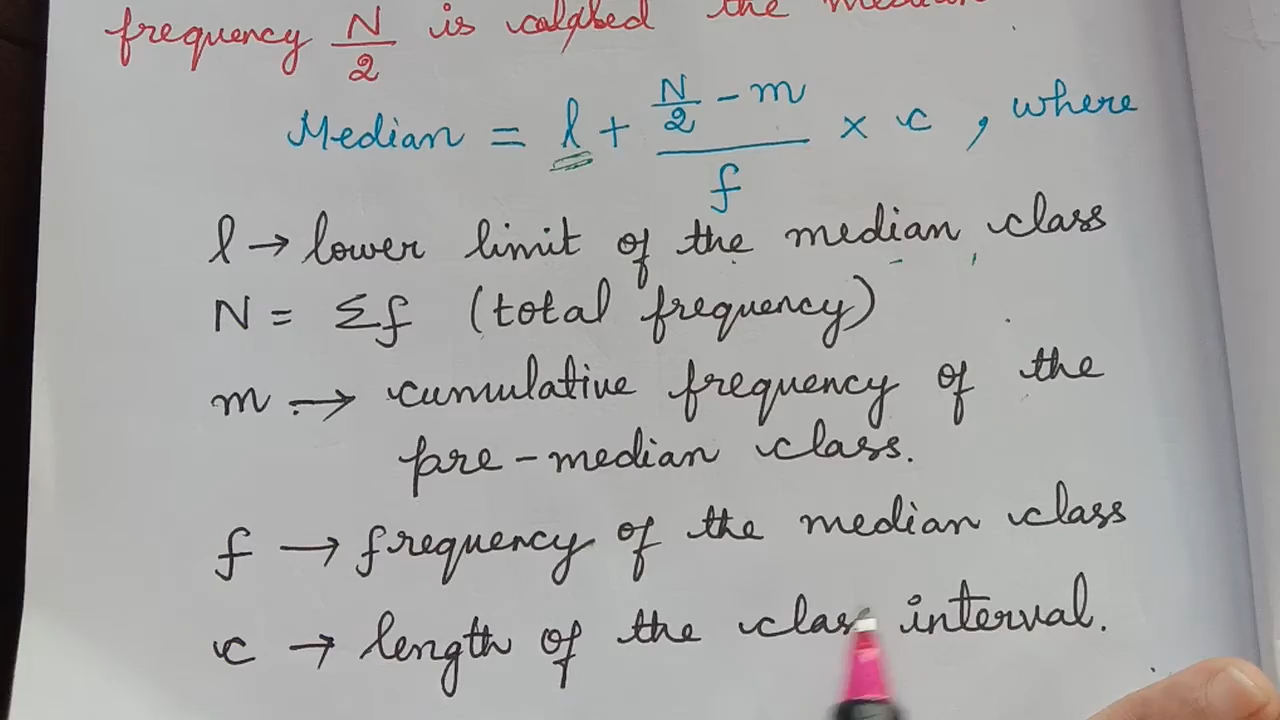 frequency N/2 is called the median
Median = l + (N/2 - m)/f × c, where
l → lower limit of the median class
N = Σf (total frequency)
m → cumulative frequency of the
pre-median class.
f → frequency of the median class
c → length of the class interval.